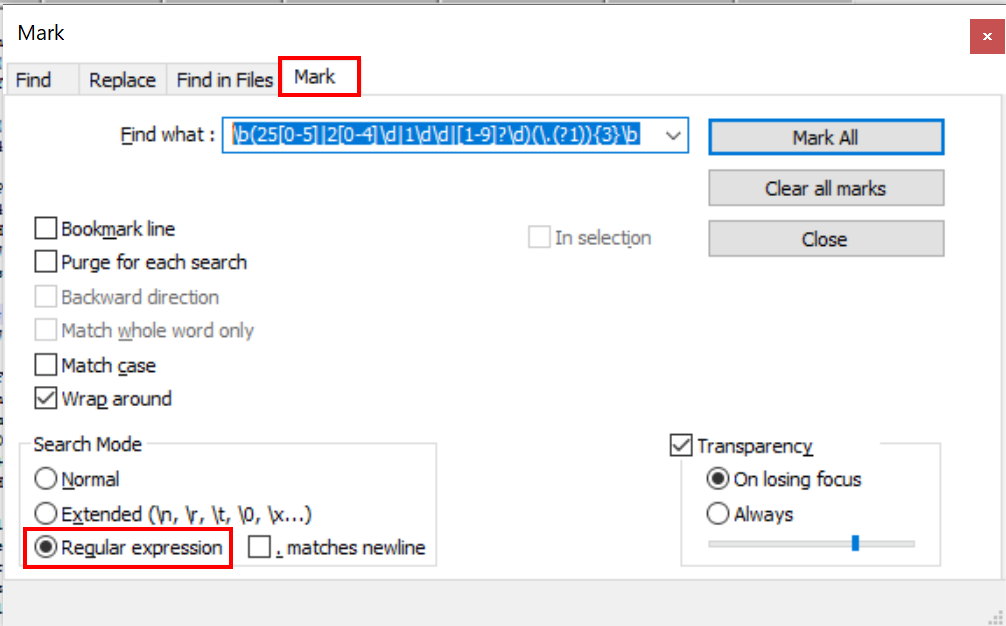 Mark
x
Find Replace Find in Files Mark
Find what : \b(25[0-5]|2[0-4]\d|1\d\d|[1-9]?\d)(\.(?1)){3}\b
Mark All
Clear all marks
Bookmark line
In selection
Close
Purge for each search
Backward direction
Match whole word only
Match case
Wrap around
Search Mode
Transparency
Normal
On losing focus
Extended (\n, \r, \t, \0, \x...)
Always
Regular expression
. matches newline